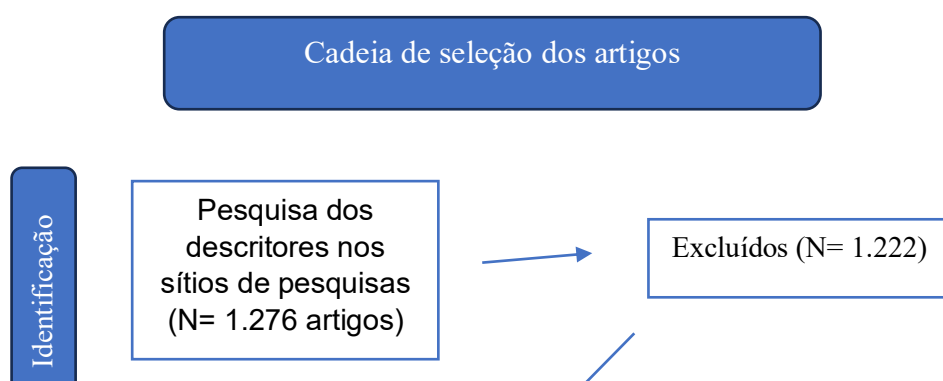 Cadeia de seleção dos artigos
Identificação
Pesquisa dos
descritores nos
sítios de pesquisas
(N= 1.276 artigos)
Excluídos (N= 1.222)